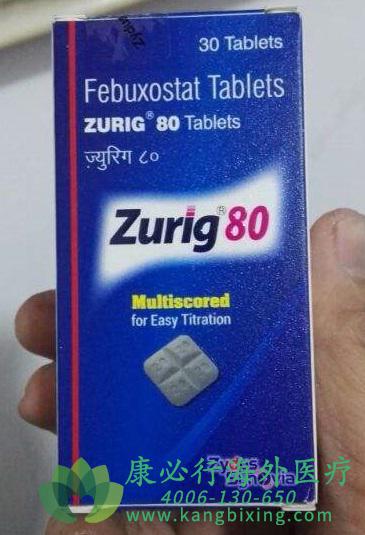 30 Tablets
Febuxostat Tablets
ZURIG® 80 Tablets
ज़्युरिग ८०
Zurig® 80
Multiscored
for Easy Titration
Zydus
康必行海外医疗
4006-130-650
www.kangbixing.com